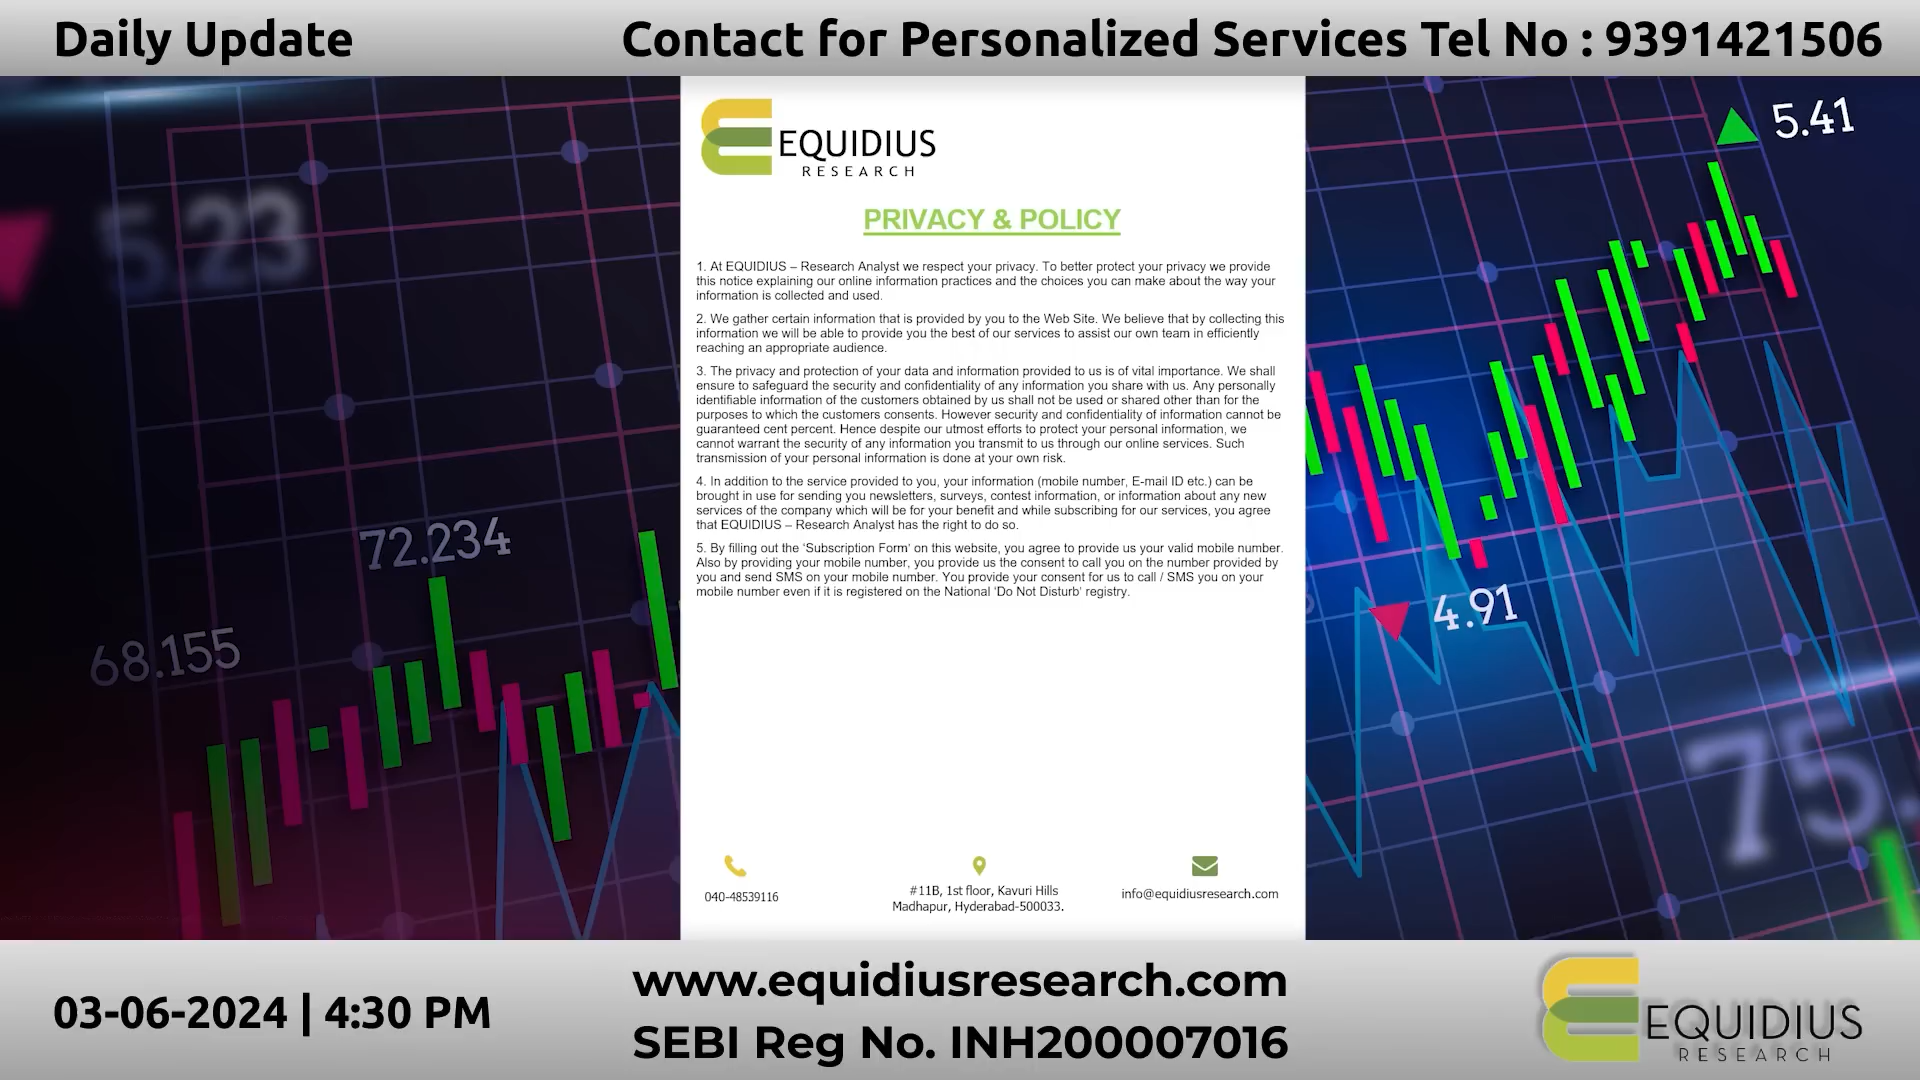 Daily Update
Contact for Personalized Services Tel No : 9391421506
5.41
5.23
EQUIDIUS
RESEARCH
PRIVACY & POLICY
1. At EQUIDIUS – Research Analyst we respect your privacy. To better protect your privacy we provide
this notice explaining our online information practices and the choices you can make about the way your
information is collected and used.
2. We gather certain information that is provided by you to the Web Site. We believe that by collecting this
information we will be able to provide you the best of our services to assist our own team in efficiently
reaching an appropriate audience.
3. The privacy and protection of your data and information provided to us is of vital importance. We shall
ensure to safeguard the security and confidentiality of any information you share with us. Any personally
identifiable information of the customers obtained by us shall not be used or shared other than for the
purposes to which the customers consents. However security and confidentiality of information cannot be
guaranteed cent percent. Hence despite our utmost efforts to protect your personal information, we
cannot warrant the security of any information you transmit to us through our online services. Such
transmission of your personal information is done at your own risk.
4. In addition to the service provided to you, your information (mobile number, E-mail ID etc.) can be
brought in use for sending you newsletters, surveys, contest information, or information about any new
services of the company which will be for your benefit and while subscribing for our services, you agree
that EQUIDIUS – Research Analyst has the right to do so.
5. By filling out the ‘Subscription Form’ on this website, you agree to provide us your valid mobile number.
Also by providing your mobile number, you provide us the consent to call you on the number provided by
you and send SMS on your mobile number. You provide your consent for us to call / SMS you on your
mobile number even if it is registered on the National ‘Do Not Disturb’ registry.
72.234
68.155
4.91
75.
040-48539116
#11B, 1st floor, Kavuri Hills
Madhapur, Hyderabad-500033.
info@equidiusresearch.com
03-06-2024 | 4:30 PM
www.equidiusresearch.com
SEBI Reg No. INH200007016
EQUIDIUS
RESEARCH